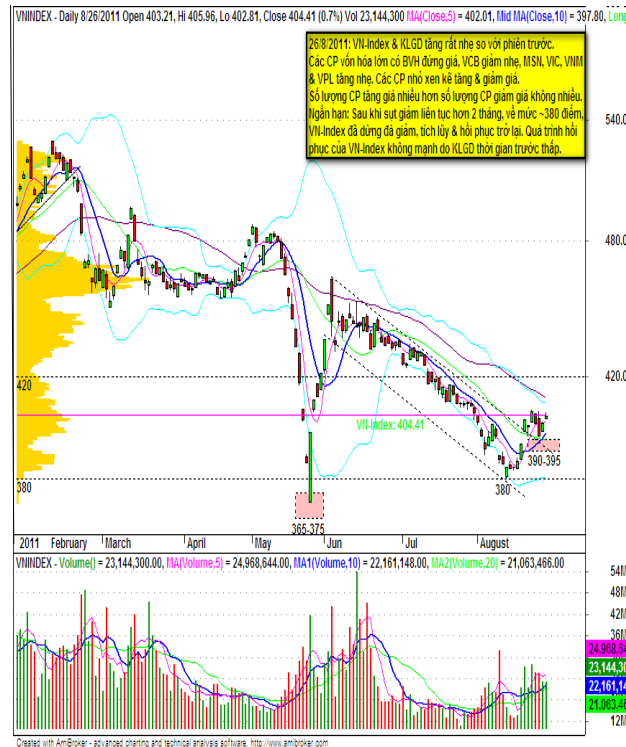 VNINDEX - Daily 8/26/2011 Open 403.21, Hi 405.96, Lo 402.81, Close 404.41 (0.7%) Vol 23,144,300 MA(Close,5) = 402.01, Mid MA(Close,10) = 397.80, Long
26/8/2011: VN-Index & KLGD tăng rất nhẹ so với phiên trước.
Các CP vốn hóa lớn có BVH đứng giá, VCB giảm nhẹ, MSN, VIC, VNM
& VPL tăng nhẹ. Các CP nhỏ xen kẽ tăng & giảm giá.
Số lượng CP tăng giá nhiều hơn số lượng CP giảm giá không nhiều.
Ngắn hạn: Sau khi sụt giảm liên tục hơn 2 tháng, về mức ~380 điểm,
VN-Index đã dừng đà giảm, tích lũy & hồi phục trở lại. Quá trình hồi
phục của VN-Index không mạnh do KLGD thời gian trước thấp.
540.0
480.0
420.0
420
VN-Index: 404.41
390-395
380
380
365-375
2011 February March April May Jun Jul August
VNINDEX - Volume() = 23,144,300.00, MA(Volume,5) = 24,968,644.00, MA1(Volume,10) = 22,161,148.00, MA2(Volume,20) = 21,063,466.00
54M
48M
42M
36M
24,968,64
23,144,30
22,161,14
21,063,46
12M
Created with AmiBroker - advanced charting and technical analysis software. http://www.amibroker.com